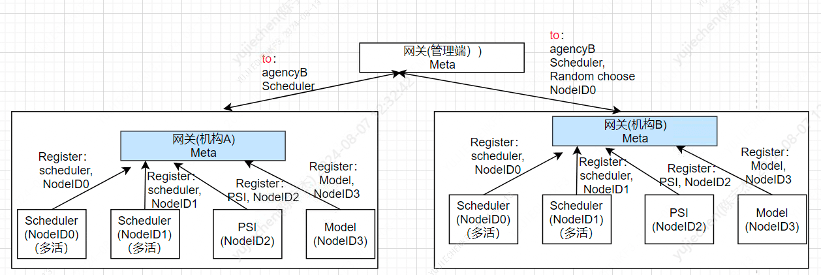 to:
agencyB
Scheduler
网关(管理端) )
Meta
to:
agencyB
Scheduler,
Random choose
NodeID0
网关(机构A)
Meta
Register:
scheduler,
NodeID0
Register:
scheduler,
NodeID1
Register:
PSI, NodeID2
Register:
Model,
NodeID3
Scheduler
(NodeID0)
(多活)
Scheduler
(NodeID1)
(多活)
PSI
(NodeID2)
Model
(NodeID3)
网关(机构B)
Meta
Register:
scheduler,
NodeID0
Register:
scheduler,
NodeID1
Register:
PSI, NodeID2
Register:
Model,
NodeID3
Scheduler
(NodeID0)
(多活)
Scheduler
(NodeID1)
(多活)
PSI
(NodeID2)
Model
(NodeID3)